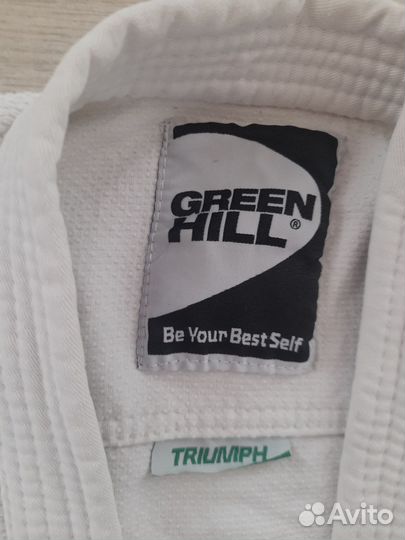 GREEN
HILL®
Be Your Best Self
TRIUMPH
Avito